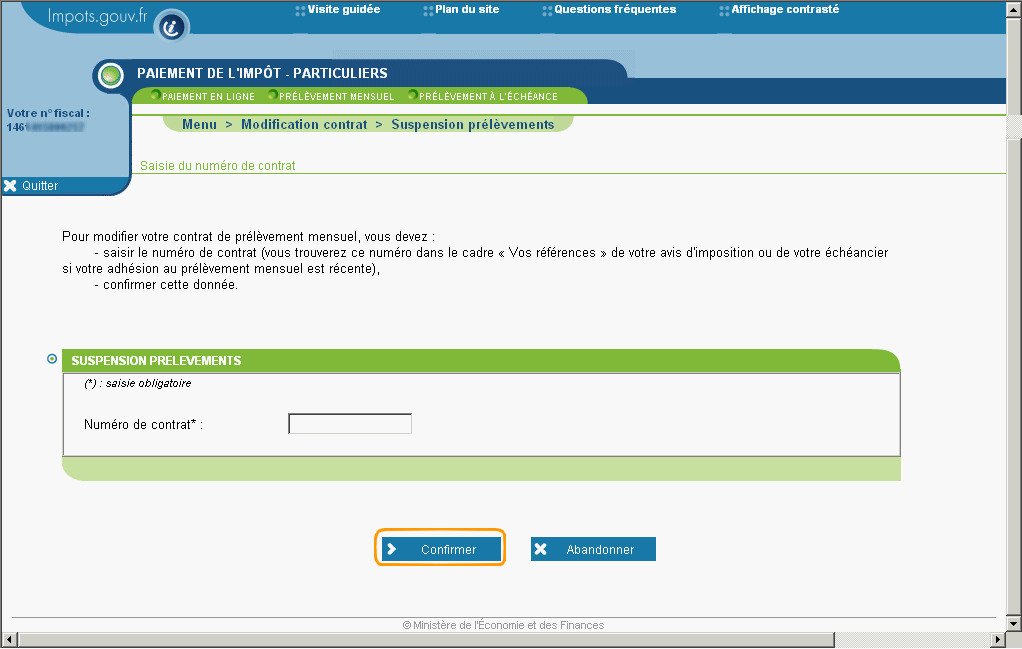 Impots.gouv.fr
Visite guidée
Plan du site
Questions fréquentes
Affichage contrasté
PAIEMENT DE L'IMPÔT - PARTICULIERS
PAIEMENT EN LIGNE
PRÉLÈVEMENT MENSUEL
PRÉLÈVEMENT À L'ÉCHÉANCE
Votre n° fiscal :
146
Menu > Modification contrat > Suspension prélèvements
Saisie du numéro de contrat
Quitter
Pour modifier votre contrat de prélèvement mensuel, vous devez :
- saisir le numéro de contrat (vous trouverez ce numéro dans le cadre « Vos références » de votre avis d'imposition ou de votre échéancier
si votre adhésion au prélèvement mensuel est récente),
- confirmer cette donnée.
SUSPENSION PRELEVEMENTS
(*) : saisie obligatoire
Numéro de contrat* :
Confirmer
Abandonner
© Ministère de l'Économie et des Finances